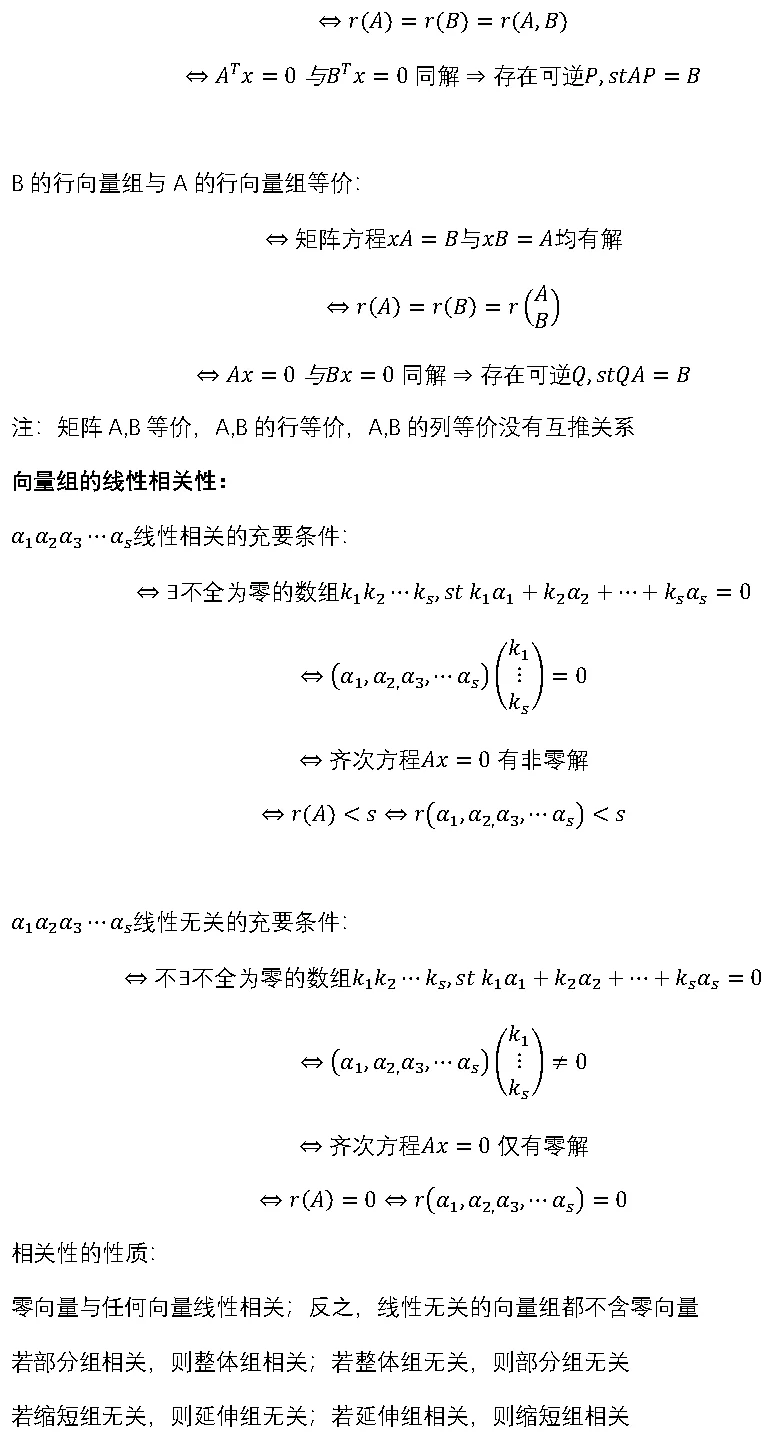 ⇔ r(A) = r(B) = r(A, B)
⇔ Aᵀx = 0 与Bᵀx = 0 同解 ⇒ 存在可逆P, stAP = B
B 的行向量组与 A 的行向量组等价：
⇔ 矩阵方程xA = B与xB = A均有解
⇔ r(A) = r(B) = r(A B)
⇔ Ax = 0 与Bx = 0 同解 ⇒ 存在可逆Q, stQA = B
注：矩阵 A,B 等价，A,B 的行等价，A,B 的列等价没有互推关系
向量组的线性相关性：
α₁α₂α₃ ⋯ αₛ线性相关的充要条件：
⇔ ∃不全为零的数组k₁k₂ ⋯ kₛ, st k₁α₁ + k₂α₂ + ⋯ + kₛαₛ = 0
⇔ (α₁, α₂,α₃, ⋯ αₛ)(k₁ ⋮ kₛ) = 0
⇔ 齐次方程Ax = 0 有非零解
⇔ r(A) < s ⇔ r(α₁, α₂,α₃, ⋯ αₛ) < s
α₁α₂α₃ ⋯ αₛ线性无关的充要条件：
⇔ 不∃不全为零的数组k₁k₂ ⋯ kₛ, st k₁α₁ + k₂α₂ + ⋯ + kₛαₛ = 0
⇔ (α₁, α₂,α₃, ⋯ αₛ)(k₁ ⋮ kₛ) ≠ 0
⇔ 齐次方程Ax = 0 仅有零解
⇔ r(A) = 0 ⇔ r(α₁, α₂,α₃, ⋯ αₛ) = 0
相关性的性质：
零向量与任何向量线性相关；反之，线性无关的向量组都不含零向量
若部分组相关，则整体组相关；若整体组无关，则部分组无关
若缩短组无关，则延伸组无关；若延伸组相关，则缩短组相关